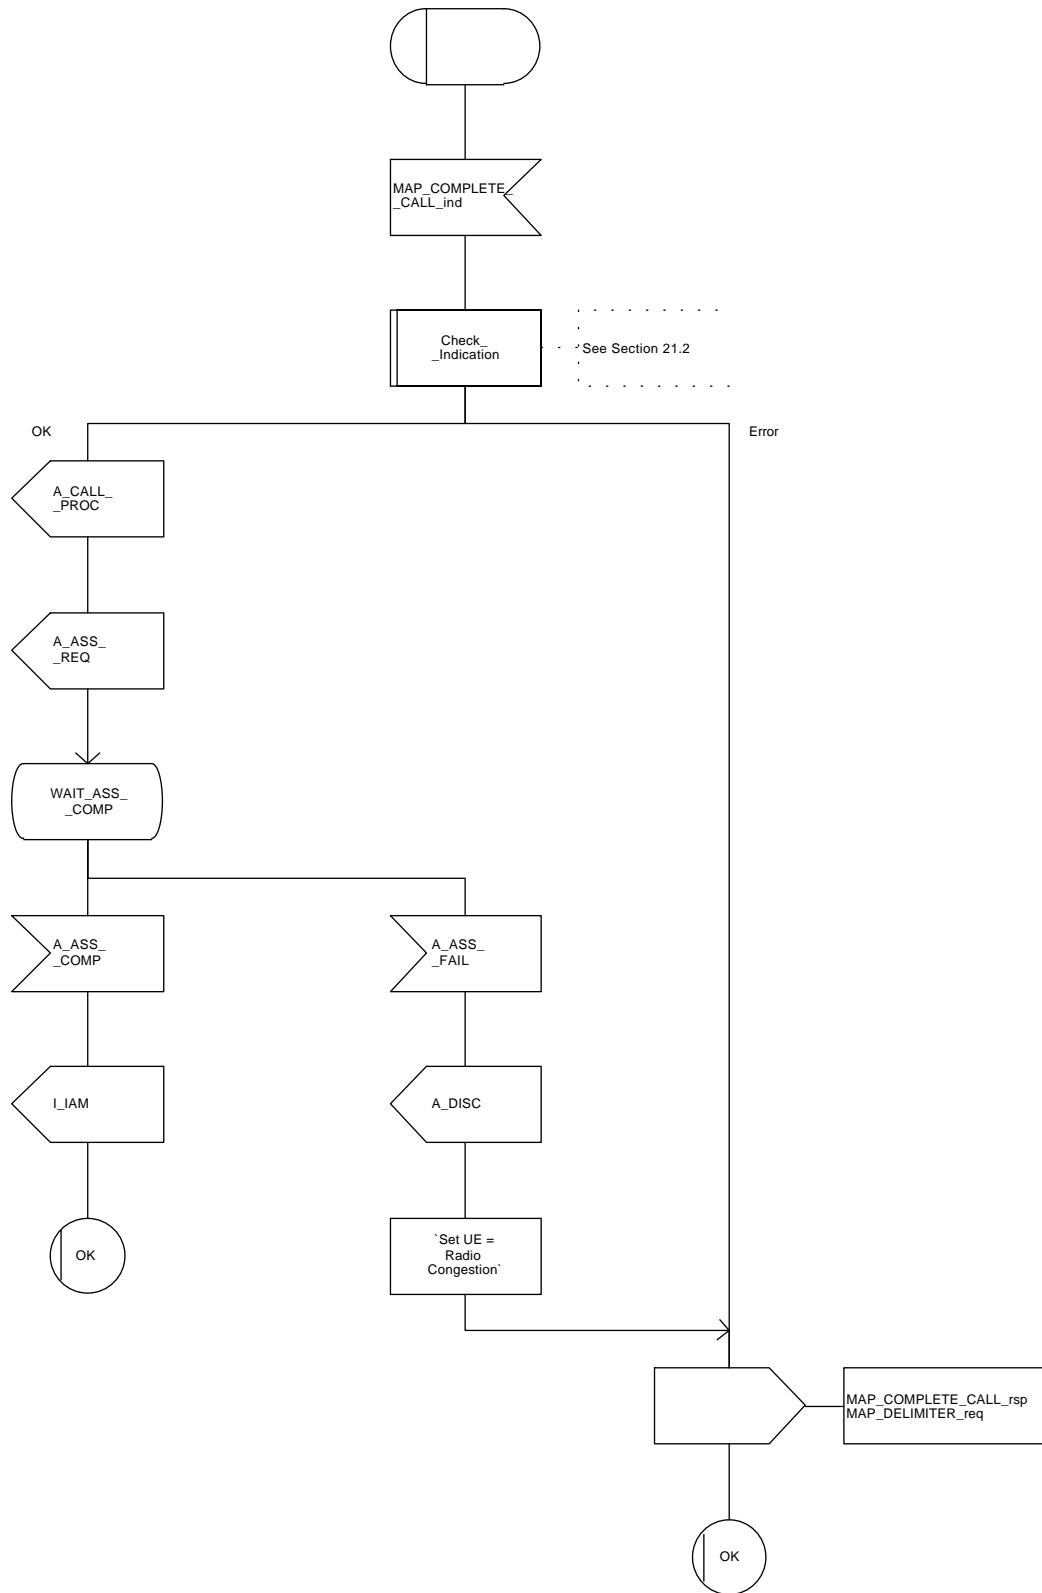 MAP_COMPLETE_
_CALL_ind
Check_
_Indication
See Section 21.2
OK
Error
A_CALL_
_PROC
A_ASS_
_REQ
WAIT_ASS_
_COMP
A_ASS_
_COMP
A_ASS_
_FAIL
I_IAM
A_DISC
OK
`Set UE =
Radio
Congestion`
MAP_COMPLETE_CALL_rsp
MAP_DELIMITER_req
OK